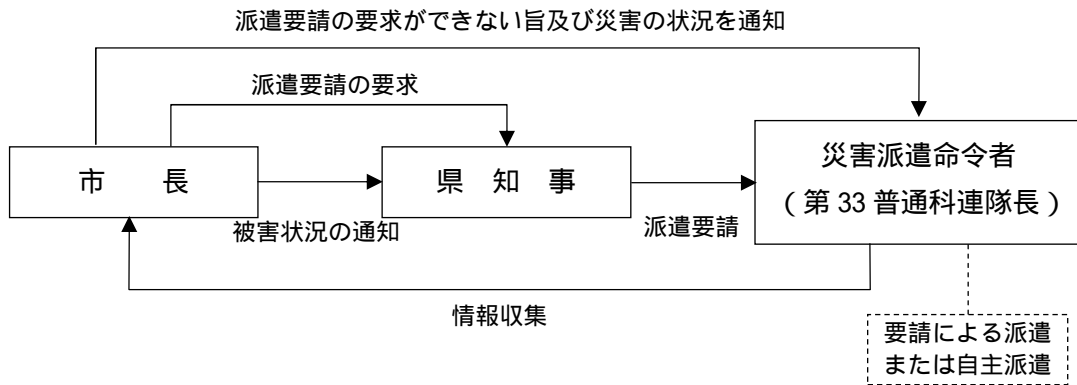 派遣要請の要求ができない旨及び災害の状況を通知
派遣要請の要求
市　　長
県　知　事
災害派遣命令者
（第 33 普通科連隊長）
被害状況の通知
派遣要請
情報収集
要請による派遣
または自主派遣